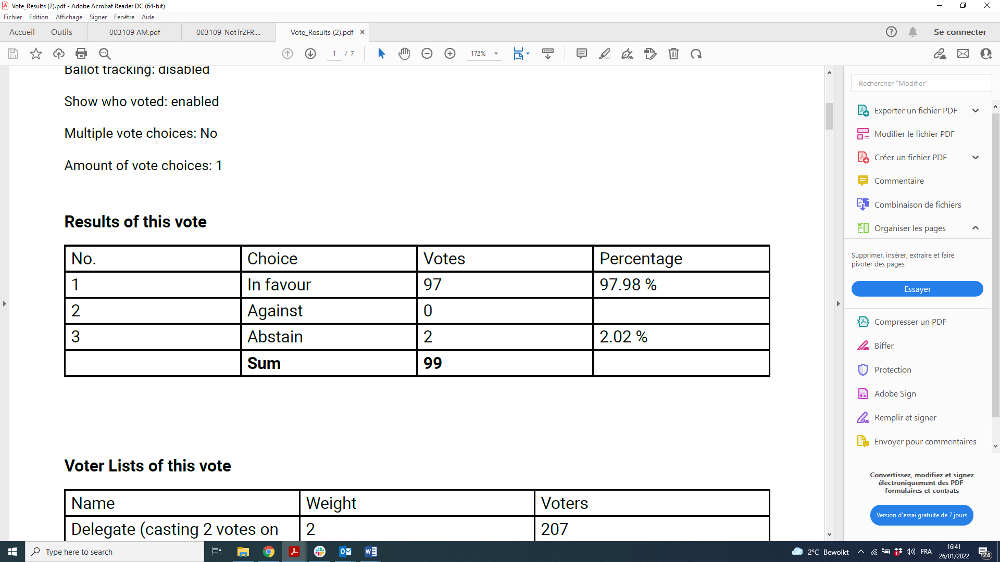 Vote_Results (2).pdf - Adobe Acrobat Reader DC (64-bit)
Fichier Edition Affichage Signer Fenêtre Aide
Accueil Outils 003109 AM.pdf 003109-NotTr2FR.... Vote_Results (2).pdf × Se connecter
1 / 7 172%
Ballot tracking: disabled
Show who voted: enabled
Multiple vote choices: No
Amount of vote choices: 1
Results of this vote
No. Choice Votes Percentage
1 In favour 97 97.98 %
2 Against 0
3 Abstain 2 2.02 %
Sum 99
Voter Lists of this vote
Name Weight Voters
Delegate (casting 2 votes on 2 207
Rechercher "Modifier"
Exporter un fichier PDF
Modifier le fichier PDF
Créer un fichier PDF
Commentaire
Combinaison de fichiers
Organiser les pages
Supprimer, insérer, extraire et faire
pivoter des pages
Essayer
Compresser un PDF
Biffer
Protection
Adobe Sign
Remplir et signer
Envoyer pour commentaires
Convertissez, modifiez et signez
électroniquement des PDF
formulaires et contrats
Version d'essai gratuite de 7 jours
Type here to search
2°C Bewolkt
FRA
16:41
26/01/2022
24